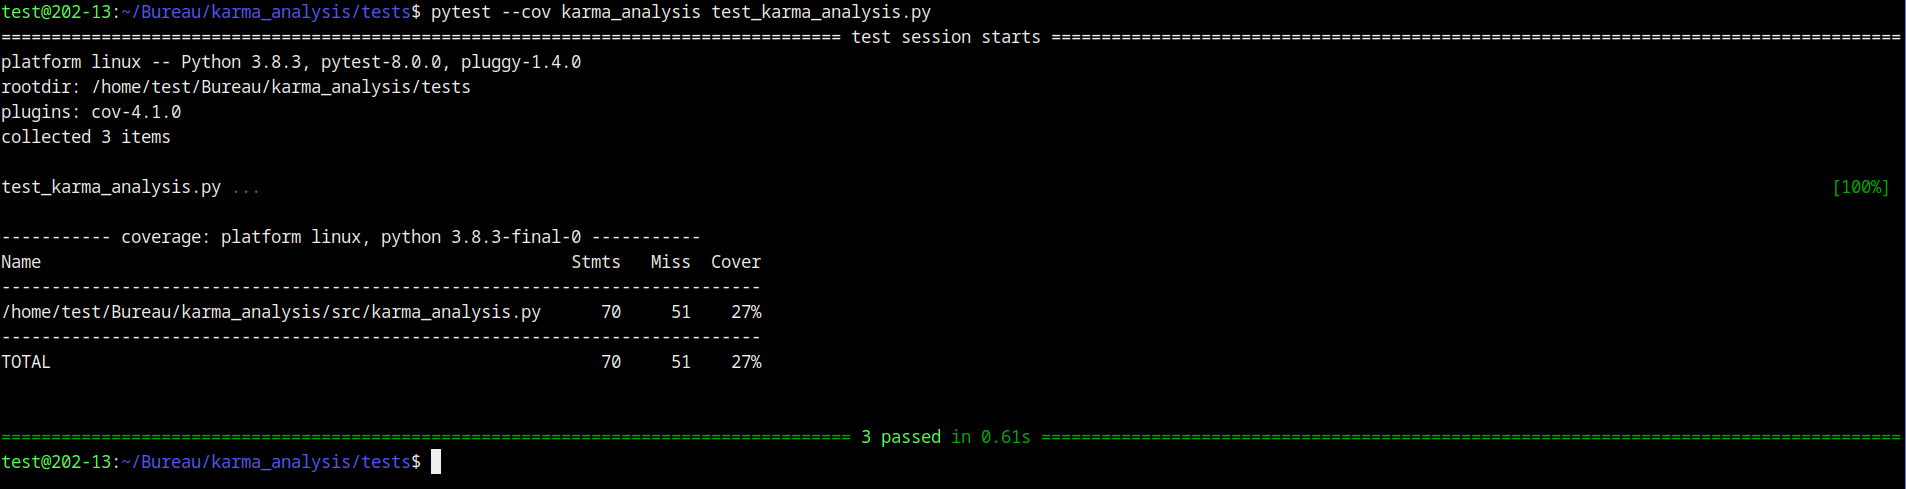 test@202-13:~/Bureau/karma_analysis/tests$ pytest --cov karma_analysis test_karma_analysis.py
==================================================================================== test session starts =====================================================================================
platform linux -- Python 3.8.3, pytest-8.0.0, pluggy-1.4.0
rootdir: /home/test/Bureau/karma_analysis/tests
plugins: cov-4.1.0
collected 3 items
test_karma_analysis.py ... [100%]
----------- coverage: platform linux, python 3.8.3-final-0 -----------
Name                                                     Stmts   Miss  Cover
----------------------------------------------------------------------------
/home/test/Bureau/karma_analysis/src/karma_analysis.py      70     51    27%
----------------------------------------------------------------------------
TOTAL                                                       70     51    27%
===================================================================================== 3 passed in 0.61s ======================================================================================
test@202-13:~/Bureau/karma_analysis/tests$